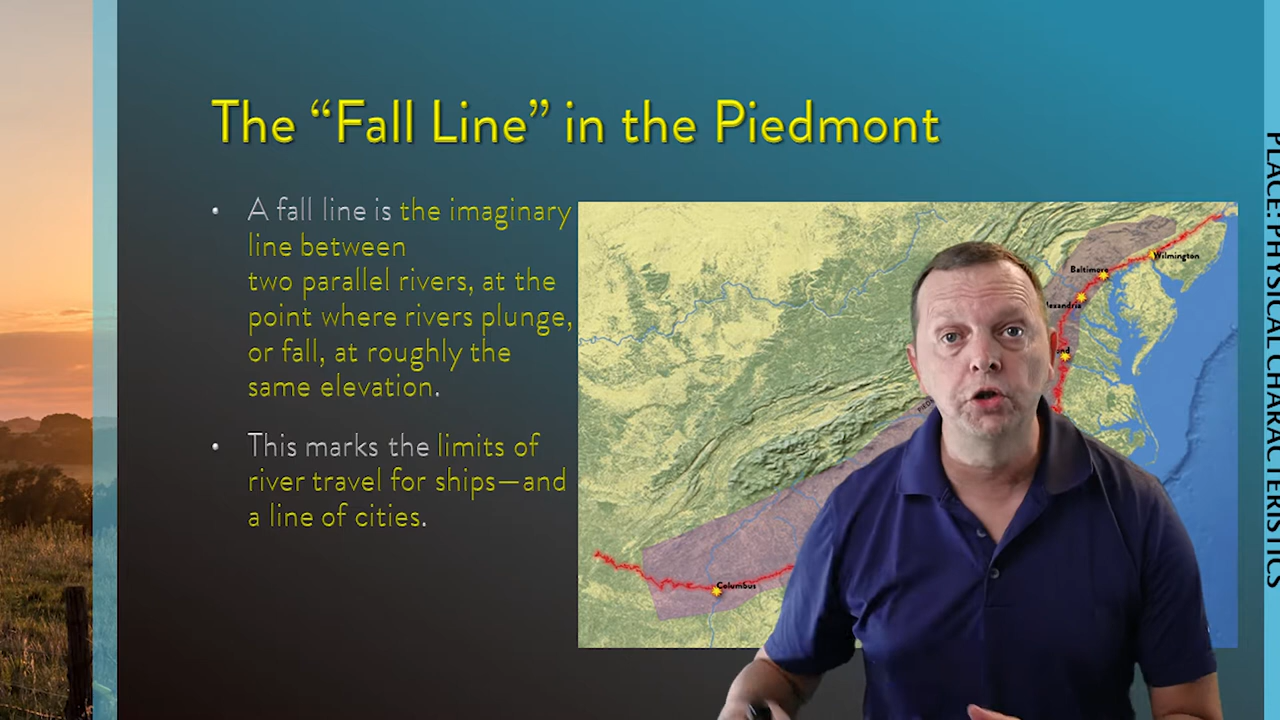 The “Fall Line” in the Piedmont
• A fall line is the imaginary
line between
two parallel rivers, at the
point where rivers plunge,
or fall, at roughly the
same elevation.
• This marks the limits of
river travel for ships—and
a line of cities.
Wilmington
Baltimore
Columbus
PLACE: PHYSICAL CHARACTERISTICS